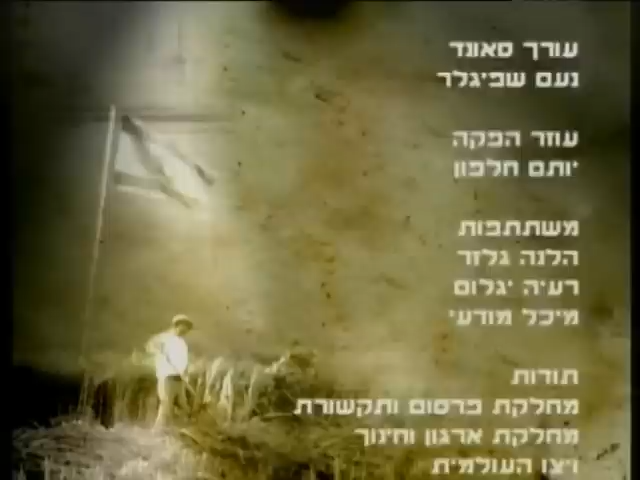 עורך סאונד
נעם שפיגלר
עוזר הפקה
יותם חלפון
משתתפות
הלנה גלזר
רעיה יגלום
מיכל מודעי
תודות
מחלקת פרסום ותקשורת
מחלקת ארגון וחינוך
ויצו העולמית